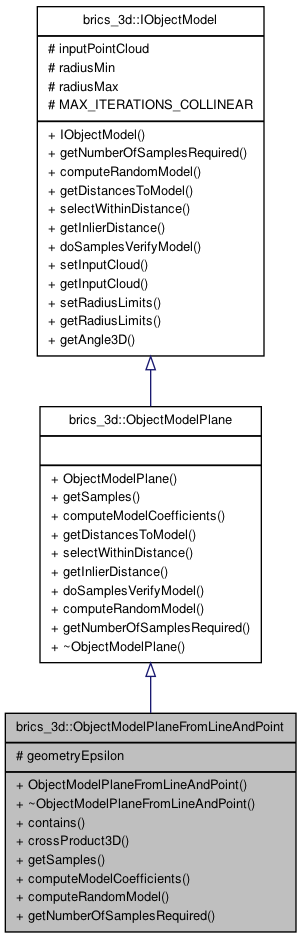 brics_3d::IObjectModel
# inputPointCloud
# radiusMin
# radiusMax
# MAX_ITERATIONS_COLLINEAR
+ IObjectModel()
+ getNumberOfSamplesRequired()
+ computeRandomModel()
+ getDistancesToModel()
+ selectWithinDistance()
+ getInlierDistance()
+ doSamplesVerifyModel()
+ setInputCloud()
+ getInputCloud()
+ setRadiusLimits()
+ getRadiusLimits()
+ getAngle3D()
brics_3d::ObjectModelPlane
+ ObjectModelPlane()
+ getSamples()
+ computeModelCoefficients()
+ getDistancesToModel()
+ selectWithinDistance()
+ getInlierDistance()
+ doSamplesVerifyModel()
+ computeRandomModel()
+ getNumberOfSamplesRequired()
+ ~ObjectModelPlane()
brics_3d::ObjectModelPlaneFromLineAndPoint
# geometryEpsilon
+ ObjectModelPlaneFromLineAndPoint()
+ ~ObjectModelPlaneFromLineAndPoint()
+ contains()
+ crossProduct3D()
+ getSamples()
+ computeModelCoefficients()
+ computeRandomModel()
+ getNumberOfSamplesRequired()